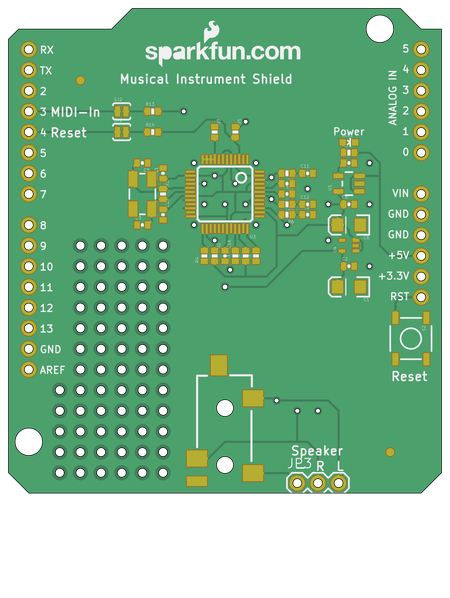 sparkfun.com
Musical Instrument Shield
RX
TX
2
3 MIDI-In
4 Reset
5
6
7
8
9
10
11
12
13
GND
AREF
ANALOG IN
5
4
3
2
1
0
Power
VIN
GND
GND
+5V
+3.3V
RST
Reset
Speaker
JP3
- R L